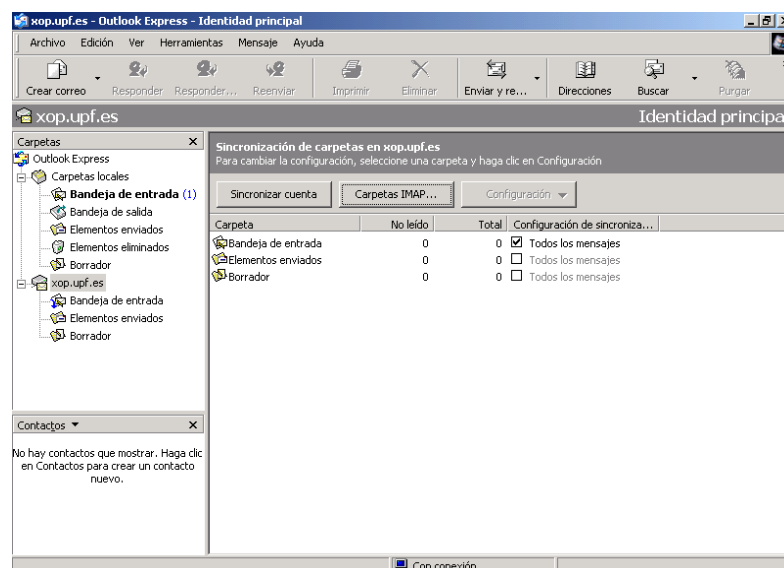 xop.upf.es - Outlook Express - Identidad principal
Archivo Edición Ver Herramientas Mensaje Ayuda
Crear correo Responder Responder... Reenviar Imprimir Eliminar Enviar y re... Direcciones Buscar Purgar
xop.upf.es Identidad principa
Carpetas
Outlook Express
Carpetas locales
Bandeja de entrada (1)
Bandeja de salida
Elementos enviados
Elementos eliminados
Borrador
xop.upf.es
Bandeja de entrada
Elementos enviados
Borrador
Contactos
No hay contactos que mostrar. Haga clic
en Contactos para crear un contacto
nuevo.
Sincronización de carpetas en xop.upf.es
Para cambiar la configuración, seleccione una carpeta y haga clic en Configuración
Sincronizar cuenta Carpetas IMAP... Configuración
Carpeta No leído Total Configuración de sincroniza...
Bandeja de entrada 0 0 Todos los mensajes
Elementos enviados 0 0 Todos los mensajes
Borrador 0 0 Todos los mensajes
Con conexión